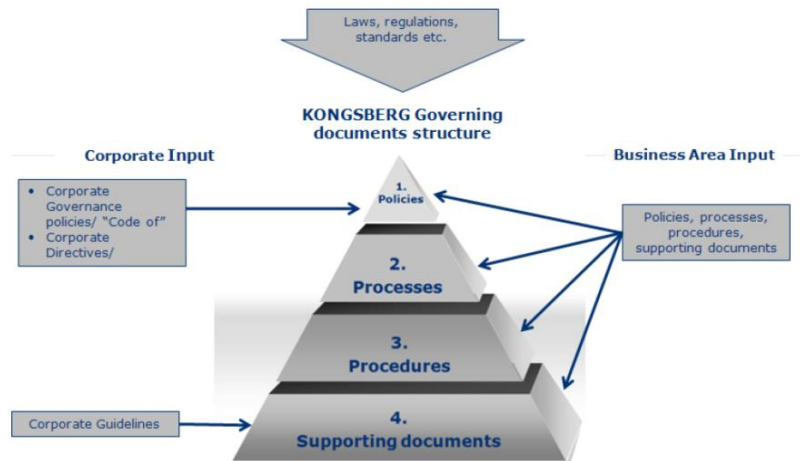 Laws, regulations,
standards etc.
KONGSBERG Governing
documents structure
Corporate Input
Business Area Input
• Corporate
Governance
policies/ “Code of”
• Corporate
Directives/
1.
Policies
Policies, processes,
procedures,
supporting documents
2.
Processes
3.
Procedures
Corporate Guidelines
4.
Supporting documents